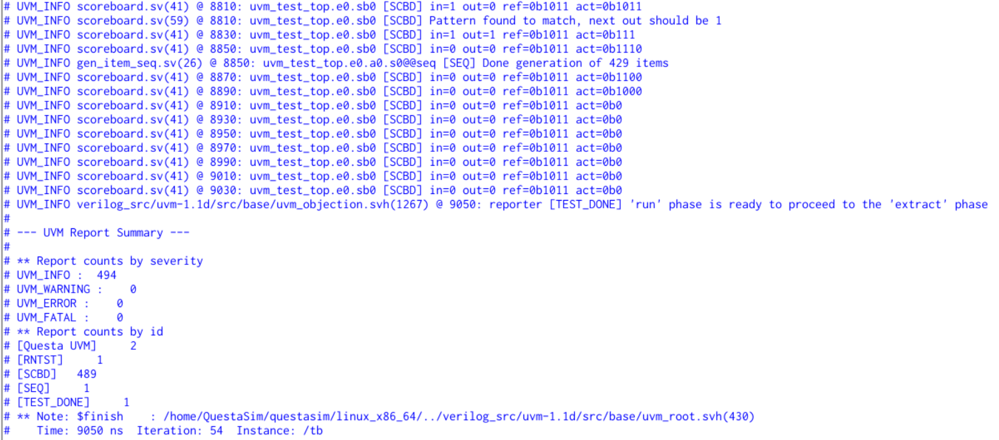 # UVM_INFO scoreboard.sv(41) @ 8810: uvm_test_top.e0.sb0 [SCBD] in=1 out=0 ref=0b1011 act=0b1011
# UVM_INFO scoreboard.sv(59) @ 8810: uvm_test_top.e0.sb0 [SCBD] Pattern found to match, next out should be 1
# UVM_INFO scoreboard.sv(41) @ 8830: uvm_test_top.e0.sb0 [SCBD] in=1 out=1 ref=0b1011 act=0b111
# UVM_INFO scoreboard.sv(41) @ 8850: uvm_test_top.e0.sb0 [SCBD] in=0 out=0 ref=0b1011 act=0b1110
# UVM_INFO gen_item_seq.sv(26) @ 8850: uvm_test_top.e0.a0.s0@@seq [SEQ] Done generation of 429 items
# UVM_INFO scoreboard.sv(41) @ 8870: uvm_test_top.e0.sb0 [SCBD] in=0 out=0 ref=0b1011 act=0b1100
# UVM_INFO scoreboard.sv(41) @ 8890: uvm_test_top.e0.sb0 [SCBD] in=0 out=0 ref=0b1011 act=0b1000
# UVM_INFO scoreboard.sv(41) @ 8910: uvm_test_top.e0.sb0 [SCBD] in=0 out=0 ref=0b1011 act=0b0
# UVM_INFO scoreboard.sv(41) @ 8930: uvm_test_top.e0.sb0 [SCBD] in=0 out=0 ref=0b1011 act=0b0
# UVM_INFO scoreboard.sv(41) @ 8950: uvm_test_top.e0.sb0 [SCBD] in=0 out=0 ref=0b1011 act=0b0
# UVM_INFO scoreboard.sv(41) @ 8970: uvm_test_top.e0.sb0 [SCBD] in=0 out=0 ref=0b1011 act=0b0
# UVM_INFO scoreboard.sv(41) @ 8990: uvm_test_top.e0.sb0 [SCBD] in=0 out=0 ref=0b1011 act=0b0
# UVM_INFO scoreboard.sv(41) @ 9010: uvm_test_top.e0.sb0 [SCBD] in=0 out=0 ref=0b1011 act=0b0
# UVM_INFO scoreboard.sv(41) @ 9030: uvm_test_top.e0.sb0 [SCBD] in=0 out=0 ref=0b1011 act=0b0
# UVM_INFO verilog_src/uvm-1.1d/src/base/uvm_objection.svh(1267) @ 9050: reporter [TEST_DONE] 'run' phase is ready to proceed to the 'extract' phase
#
# --- UVM Report Summary ---
#
# ** Report counts by severity
# UVM_INFO :  494
# UVM_WARNING :    0
# UVM_ERROR :    0
# UVM_FATAL :    0
# ** Report counts by id
# [Questa UVM]     2
# [RNTST]     1
# [SCBD]   489
# [SEQ]     1
# [TEST_DONE]     1
# ** Note: $finish    : /home/QuestaSim/questasim/linux_x86_64/../verilog_src/uvm-1.1d/src/base/uvm_root.svh(430)
#    Time: 9050 ns  Iteration: 54  Instance: /tb